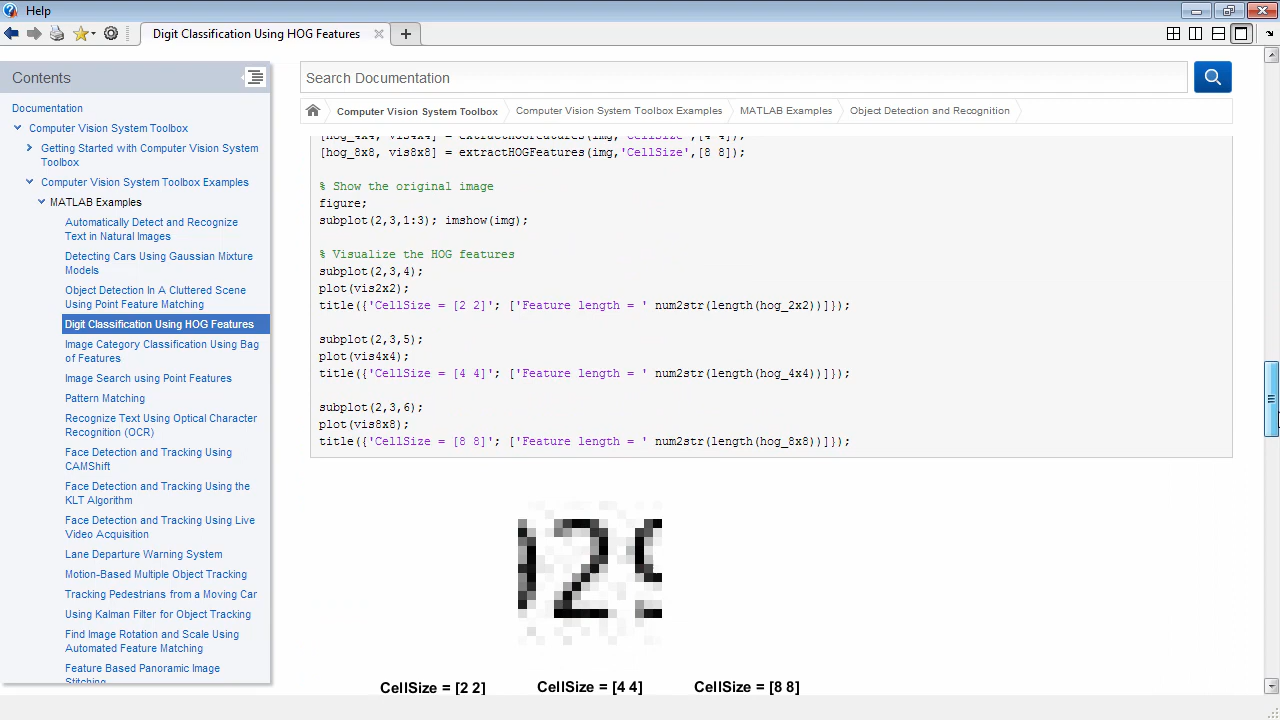 Help
Digit Classification Using HOG Features
Contents
Search Documentation
Computer Vision System Toolbox
Computer Vision System Toolbox Examples
MATLAB Examples
Object Detection and Recognition
Documentation
Computer Vision System Toolbox
Getting Started with Computer Vision System
Toolbox
Computer Vision System Toolbox Examples
MATLAB Examples
Automatically Detect and Recognize
Text in Natural Images
Detecting Cars Using Gaussian Mixture
Models
Object Detection In A Cluttered Scene
Using Point Feature Matching
Digit Classification Using HOG Features
Image Category Classification Using Bag
of Features
Image Search using Point Features
Pattern Matching
Recognize Text Using Optical Character
Recognition (OCR)
Face Detection and Tracking Using
CAMShift
Face Detection and Tracking Using the
KLT Algorithm
Face Detection and Tracking Using Live
Video Acquisition
Lane Departure Warning System
Motion-Based Multiple Object Tracking
Tracking Pedestrians from a Moving Car
Using Kalman Filter for Object Tracking
Find Image Rotation and Scale Using
Automated Feature Matching
Feature Based Panoramic Image
Stitching
[hog_4x4, vis4x4] = extractHOGFeatures(img,'CellSize',[4 4]);
[hog_8x8, vis8x8] = extractHOGFeatures(img,'CellSize',[8 8]);
% Show the original image
figure;
subplot(2,3,1:3); imshow(img);
% Visualize the HOG features
subplot(2,3,4);
plot(vis2x2);
title({'CellSize = [2 2]'; ['Feature length = ' num2str(length(hog_2x2))]});
subplot(2,3,5);
plot(vis4x4);
title({'CellSize = [4 4]'; ['Feature length = ' num2str(length(hog_4x4))]});
subplot(2,3,6);
plot(vis8x8);
title({'CellSize = [8 8]'; ['Feature length = ' num2str(length(hog_8x8))]});
2
CellSize = [2 2]
CellSize = [4 4]
CellSize = [8 8]